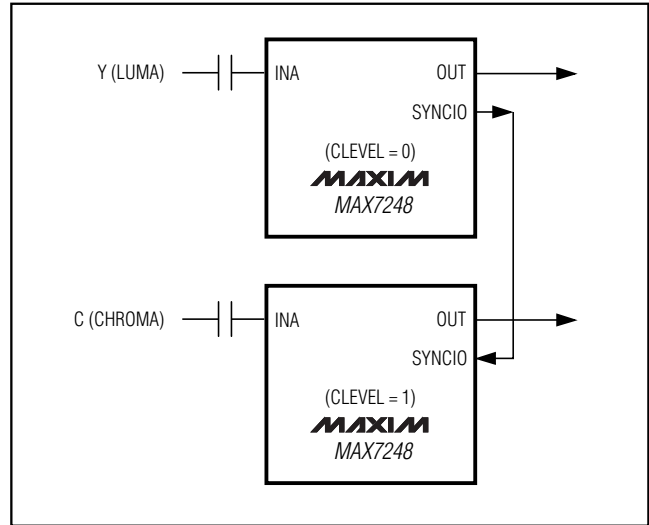 Y (LUMA)
INA
OUT
SYNCIO
(CLEVEL = 0)
MAXIM
MAX7248
C (CHROMA)
INA
OUT
SYNCIO
(CLEVEL = 1)
MAXIM
MAX7248